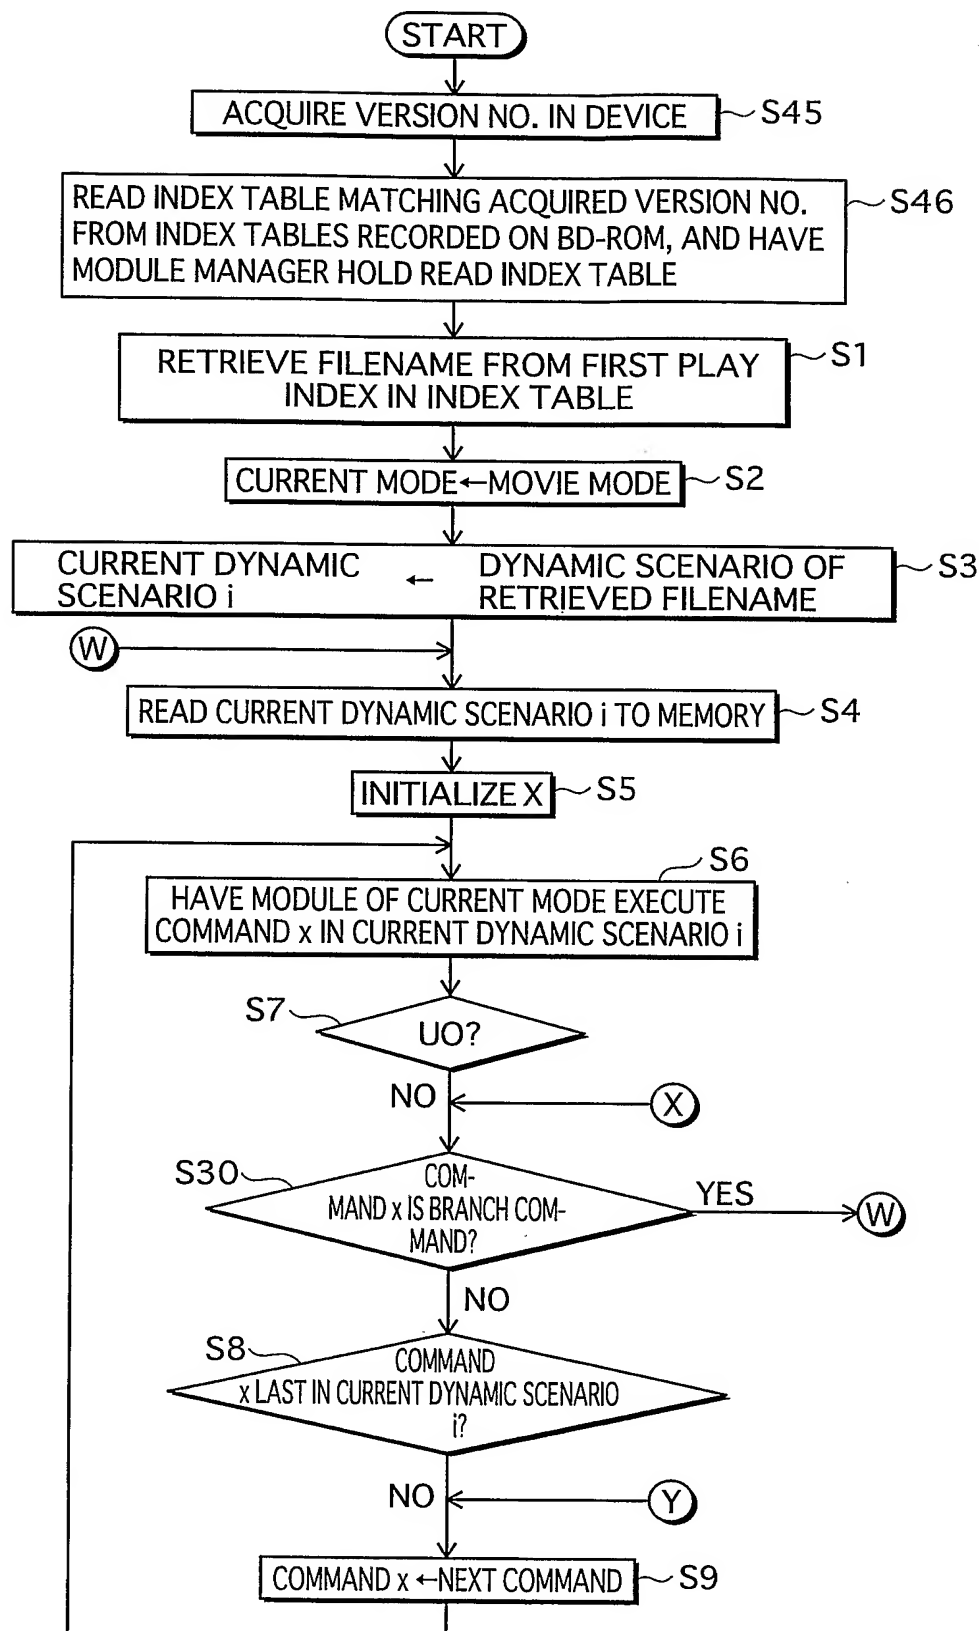 START
ACQUIRE VERSION NO. IN DEVICE
S45
READ INDEX TABLE MATCHING ACQUIRED VERSION NO.
FROM INDEX TABLES RECORDED ON BD-ROM, AND HAVE
MODULE MANAGER HOLD READ INDEX TABLE
S46
RETRIEVE FILENAME FROM FIRST PLAY
INDEX IN INDEX TABLE
S1
CURRENT MODE←MOVIE MODE
S2
CURRENT DYNAMIC
SCENARIO i
←
DYNAMIC SCENARIO OF
RETRIEVED FILENAME
S3
W
READ CURRENT DYNAMIC SCENARIO i TO MEMORY
S4
INITIALIZE X
S5
S6
HAVE MODULE OF CURRENT MODE EXECUTE
COMMAND x IN CURRENT DYNAMIC SCENARIO i
S7
UO?
NO
X
S30
COM-
MAND x IS BRANCH COM-
MAND?
YES
W
NO
S8
COMMAND
x LAST IN CURRENT DYNAMIC SCENARIO
i?
NO
Y
COMMAND x ←NEXT COMMAND
S9